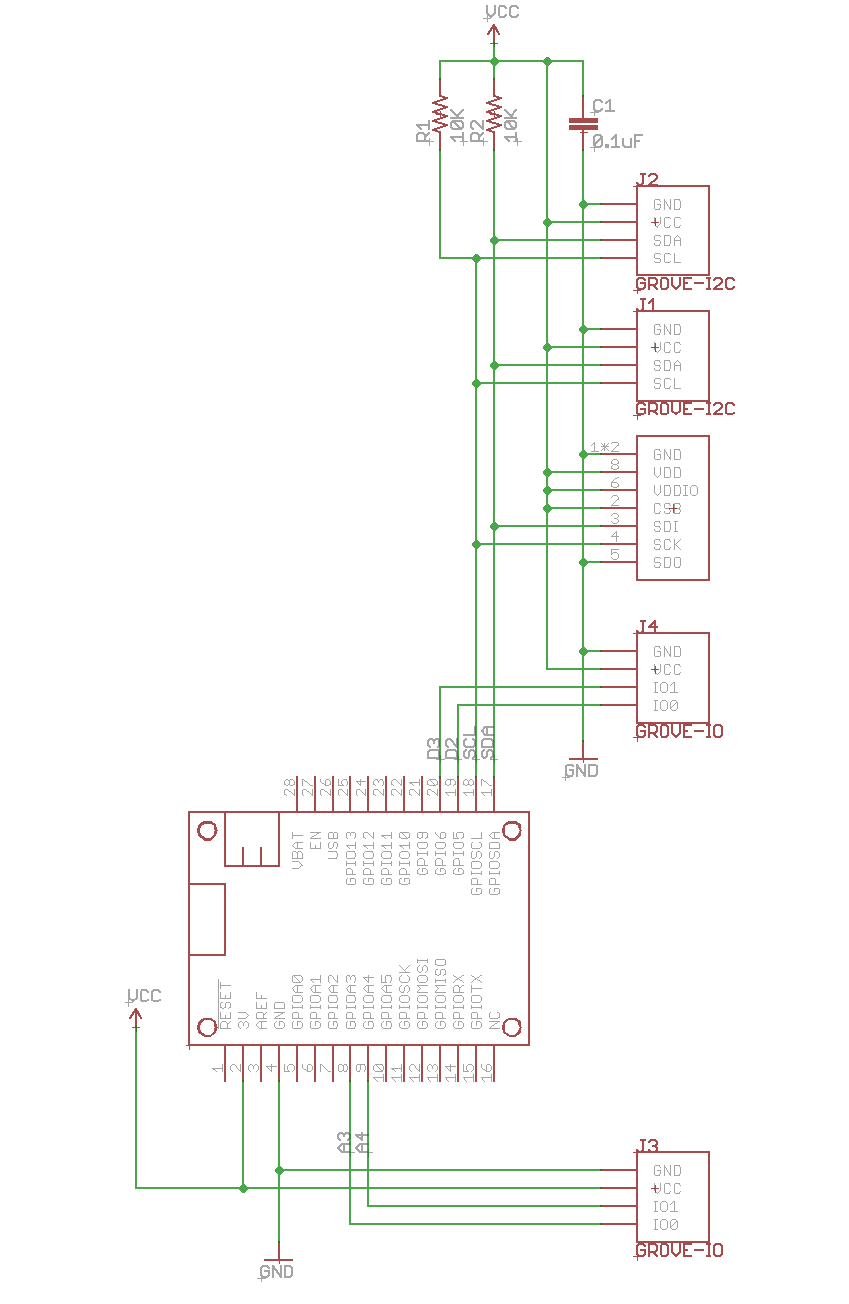 VCC
R1
10K
R2
10K
C1
0.1uF
J2
GND
VCC
SDA
SCL
GROVE-I2C
J1
GND
VCC
SDA
SCL
GROVE-I2C
1*2
GND
8
VDD
6
VDDIO
2
CSB
3
SDI
4
SCK
5
SDO
J4
GND
VCC
IO1
IO0
GROVE-IO
GND
D3
D2
SCL
SDA
28
27
26
25
24
23
22
21
20
19
18
17
VBAT
EN
USB
GPIO13
GPIO12
GPIO11
GPIO10
GPIO9
GPIO6
GPIO5
GPIOSCL
GPIOSDA
VCC
RESET
3V
AREF
GND
GPIOA0
GPIOA1
GPIOA2
GPIOA3
GPIOA4
GPIOA5
GPIOSCK
GPIOMOSI
GPIOMISO
GPIORX
GPIOTX
NC
1
2
3
4
5
6
7
8
9
10
11
12
13
14
15
16
A3
A4
J3
GND
VCC
IO1
IO0
GROVE-IO
GND